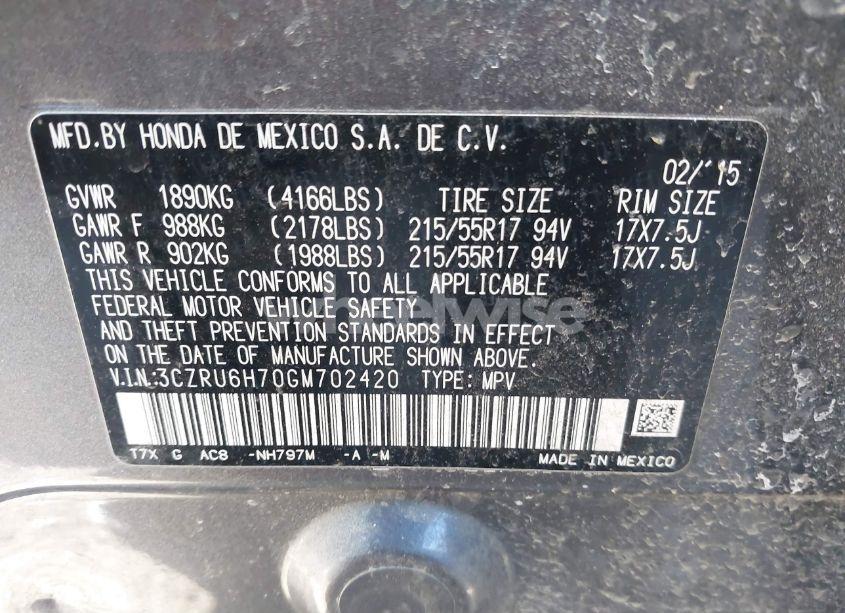 MFD.BY HONDA DE MEXICO S.A. DE C.V.
02/'15
GVWR 1890KG (4166LBS) TIRE SIZE RIM SIZE
GAWR F 988KG (2178LBS) 215/55R17 94V 17X7.5J
GAWR R 902KG (1988LBS) 215/55R17 94V 17X7.5J
THIS VEHICLE CONFORMS TO ALL APPLICABLE
FEDERAL MOTOR VEHICLE SAFETY
AND THEFT PREVENTION STANDARDS IN EFFECT
ON THE DATE OF MANUFACTURE SHOWN ABOVE.
V.I.N.:3CZRU6H70GM702420 TYPE: MPV
T7X G AC8 -NH797M -A -M
MADE IN MEXICO